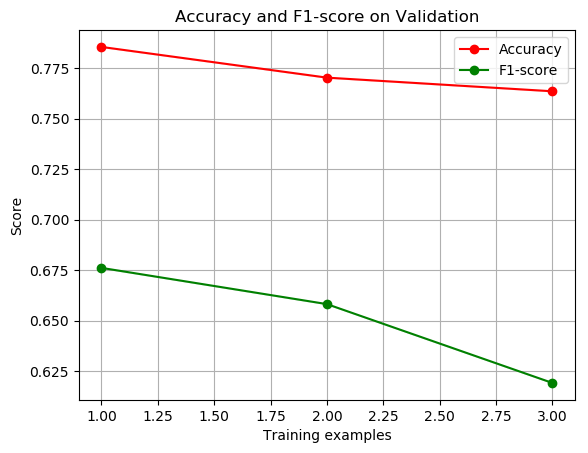 Accuracy and F1-score on Validation
Accuracy
F1-score
Score
0.775
0.750
0.725
0.700
0.675
0.650
0.625
1.00 1.25 1.50 1.75 2.00 2.25 2.50 2.75 3.00
Training examples